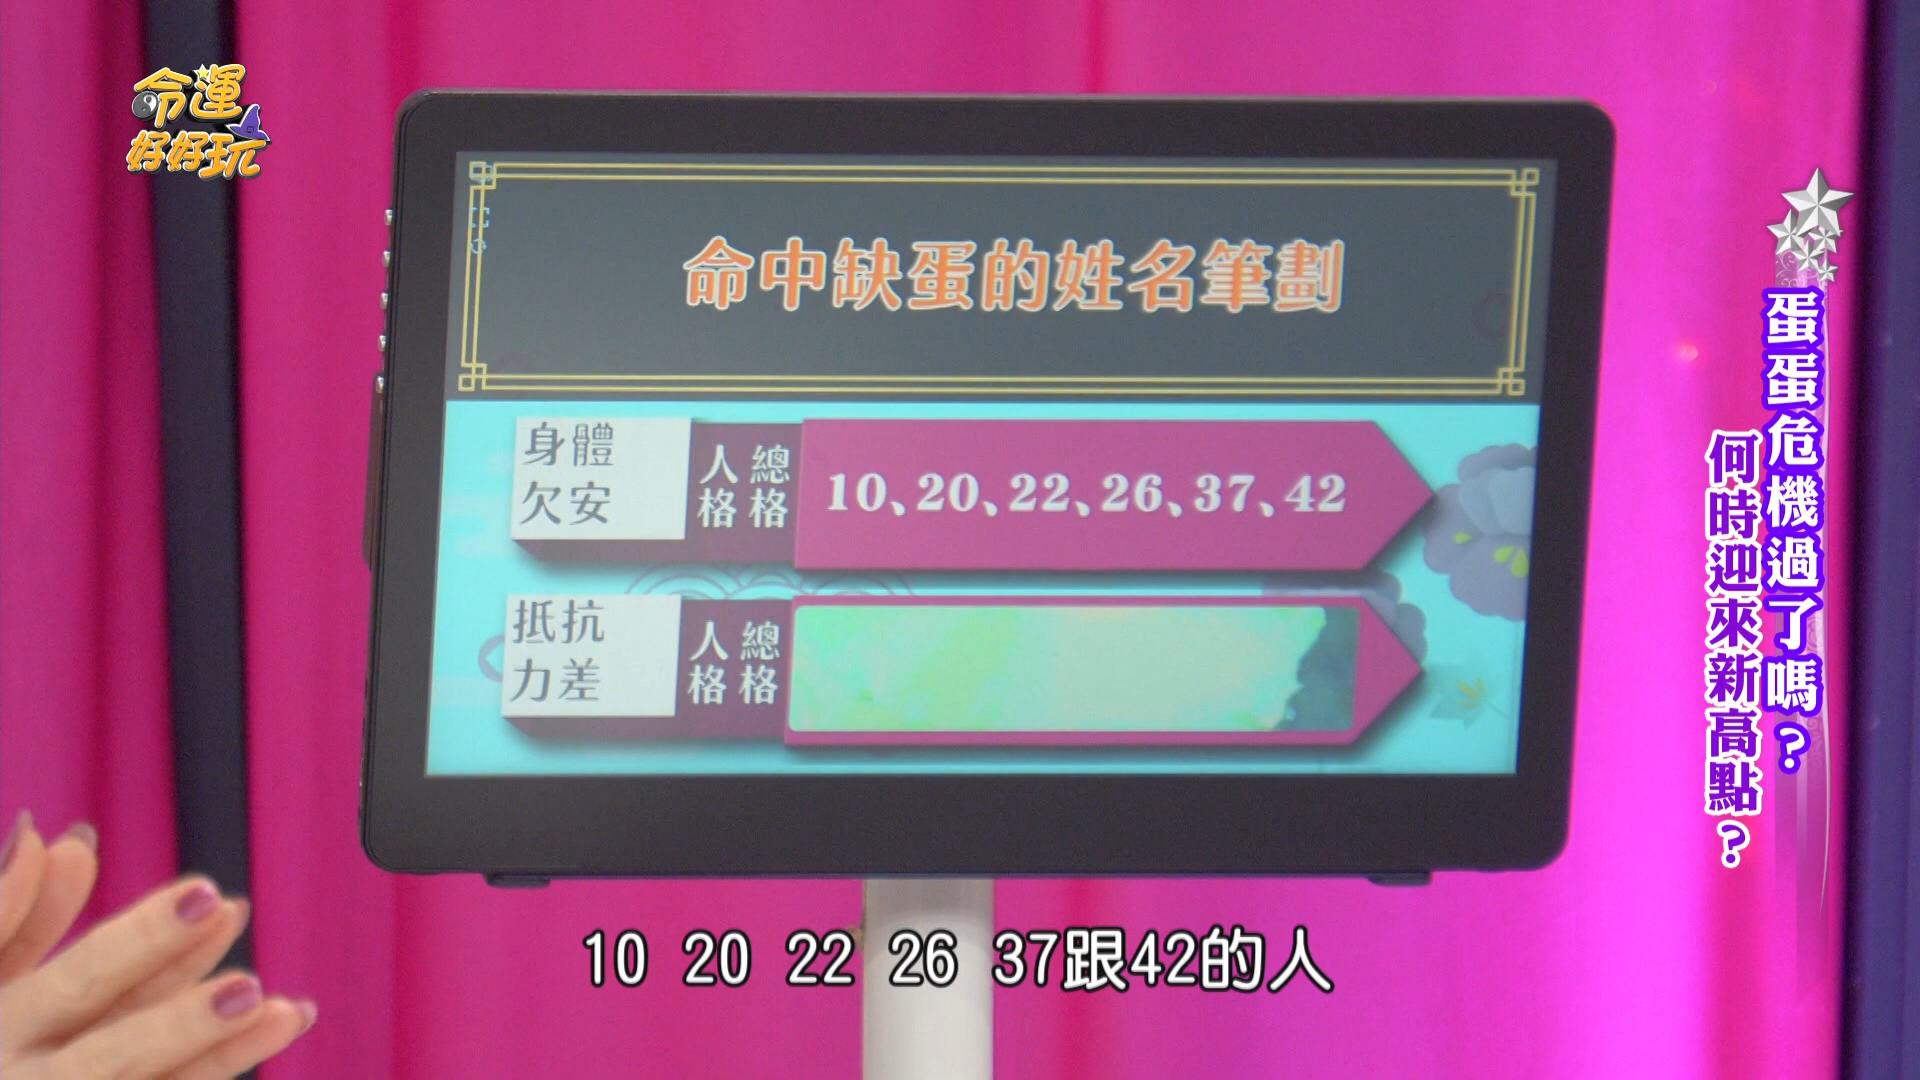 命運
好好玩
命中缺蛋的姓名筆劃
身體
欠安
人格
總格
10、20、22、26、37、42
抵抗
力差
人格
總格
蛋蛋危機過了嗎?
何時迎來新高點?
10 20 22 26 37跟42的人